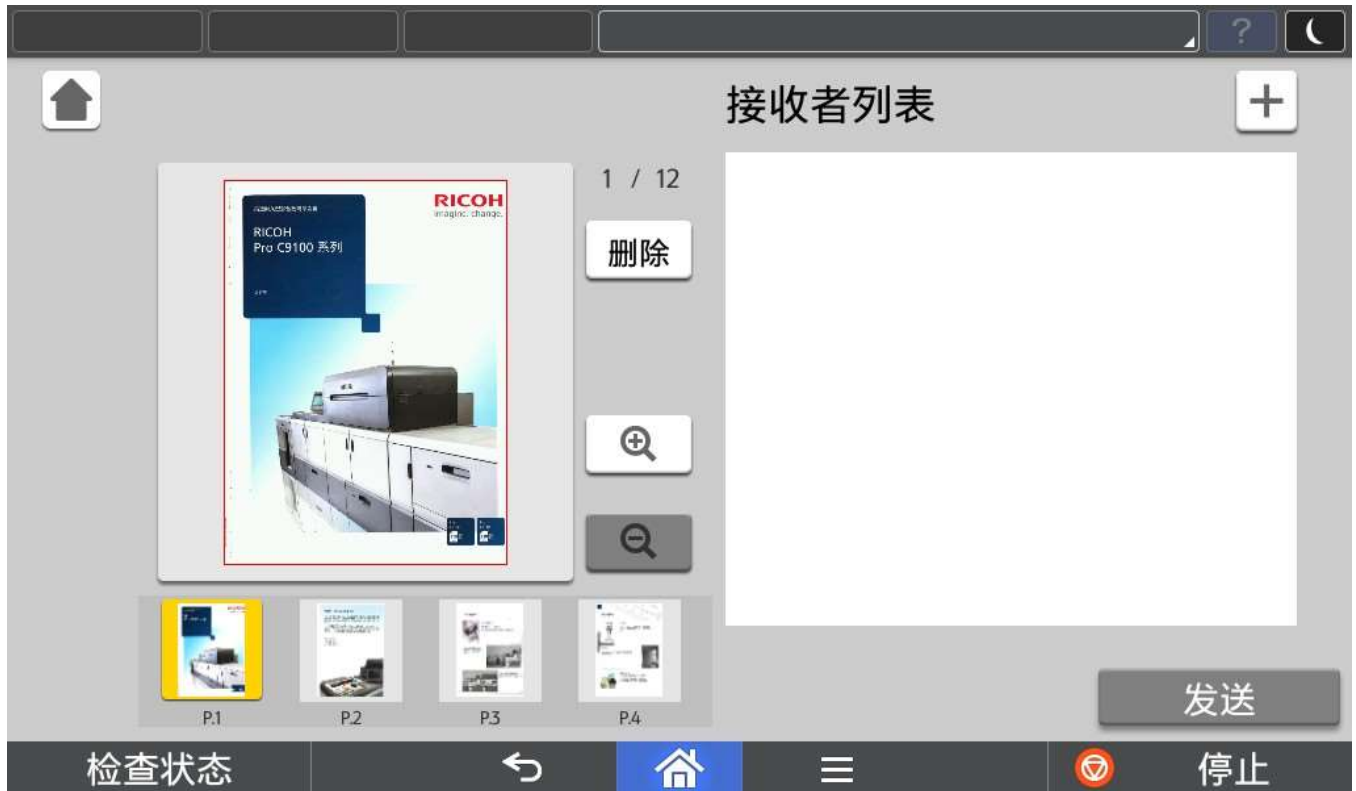 ?
接收者列表
+
1 / 12
删除
RICOH
imagine. change.
RICOH
Pro C9100 系列
P.1
P.2
P.3
P.4
发送
检查状态
停止